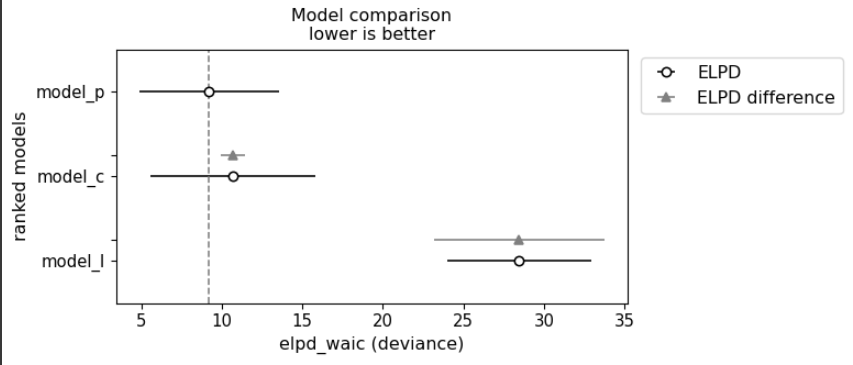 Model comparison
lower is better
ELPD
ELPD difference
ranked models
model_p
model_c
model_l
5 10 15 20 25 30 35
elpd_waic (deviance)